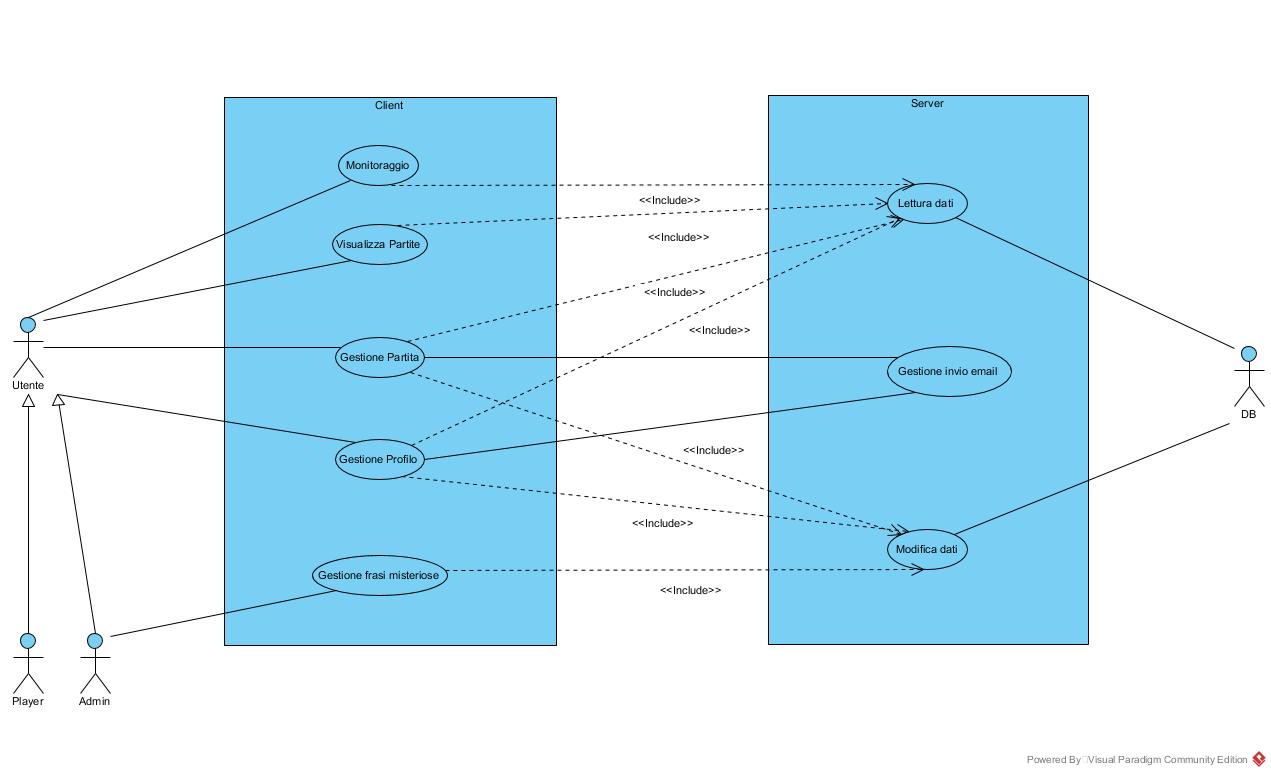 Client
Server
Monitoraggio
Lettura dati
<<Include>>
Visualizza Partite
<<Include>>
<<Include>>
<<Include>>
Gestione Partita
Gestione invio email
Utente
DB
<<Include>>
Gestione Profilo
<<Include>>
Modifica dati
Gestione frasi misteriose
<<Include>>
Player
Admin
Powered By Visual Paradigm Community Edition